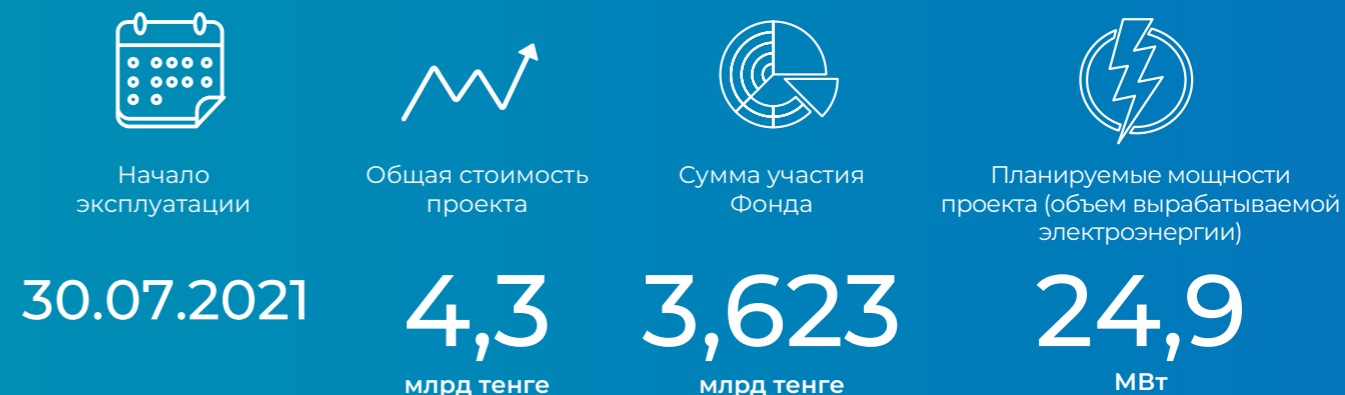 Начало
эксплуатации
30.07.2021
Общая стоимость
проекта
4,3
млрд тенге
Сумма участия
Фонда
3,623
млрд тенге
Планируемые мощности
проекта (объем вырабатываемой
электроэнергии)
24,9
МВт